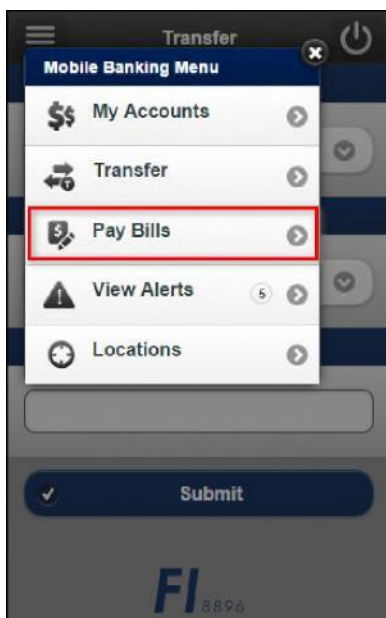 Transfer
Mobile Banking Menu
My Accounts
Transfer
Pay Bills
View Alerts 5
Locations
Submit
FI 8896